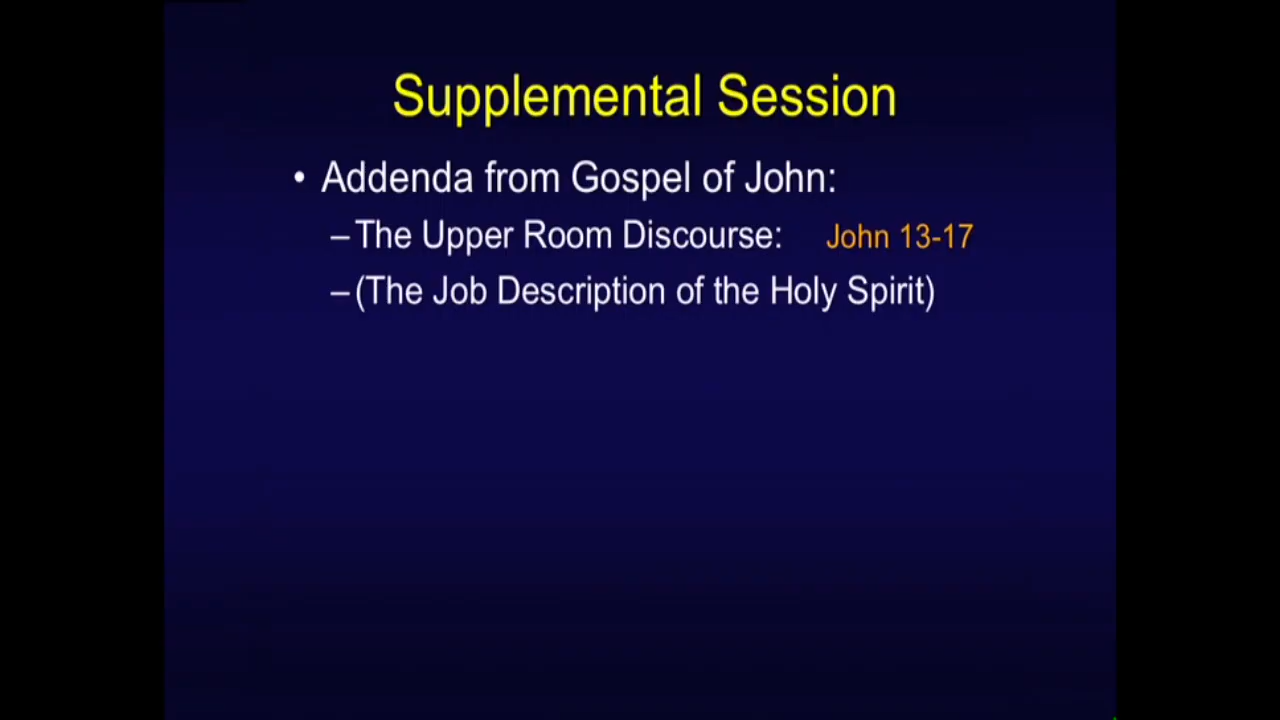 Supplemental Session
• Addenda from Gospel of John:
–The Upper Room Discourse: John 13-17
–(The Job Description of the Holy Spirit)